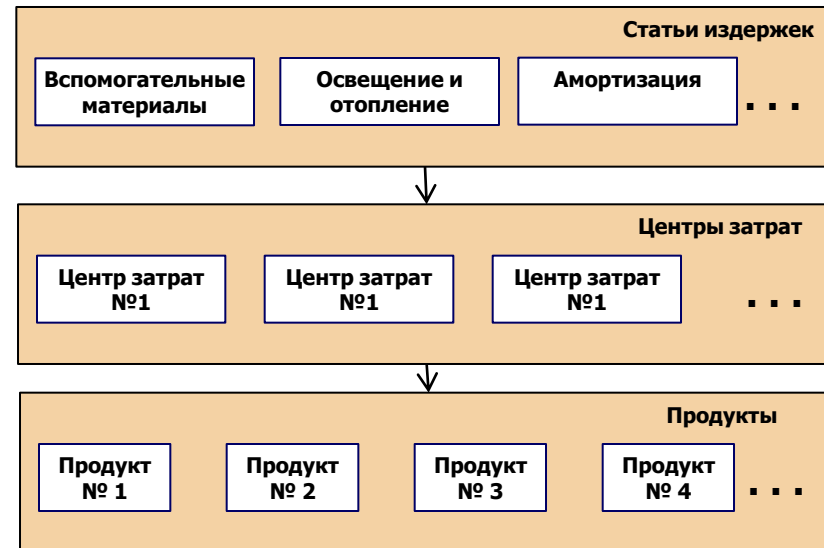 Статьи издержек
Вспомогательные
материалы
Освещение и
отопление
Амортизация
. . .
Центры затрат
Центр затрат
№1
Центр затрат
№1
Центр затрат
№1
. . .
Продукты
Продукт
№ 1
Продукт
№ 2
Продукт
№ 3
Продукт
№ 4
. . .